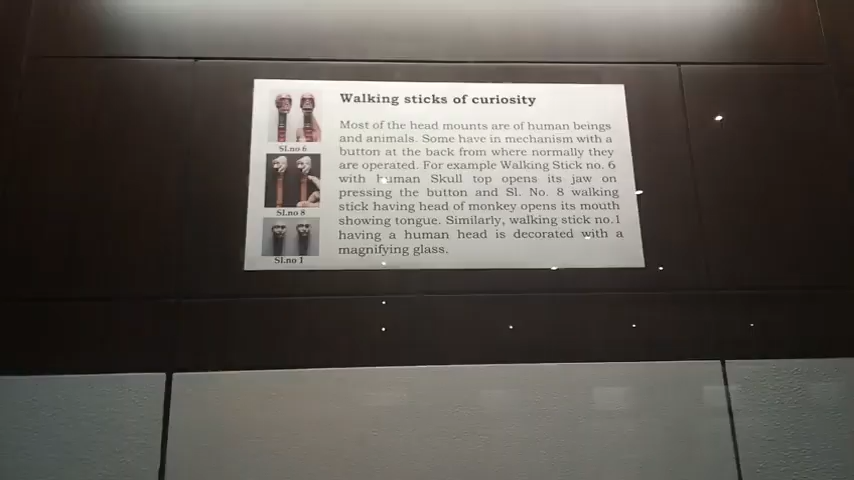 Walking sticks of curiosity
Most of the head mounts are of human beings
and animals. Some have in mechanism with a
button at the back from where normally they
are operated. For example Walking Stick no. 6
with human Skull top opens its jaw on
pressing the button and Sl. No. 8 walking
stick having head of monkey opens its mouth
showing tongue. Similarly, walking stick no.1
having a human head is decorated with a
magnifying glass.
Sl.no 6
Sl.no 8
Sl.no 1